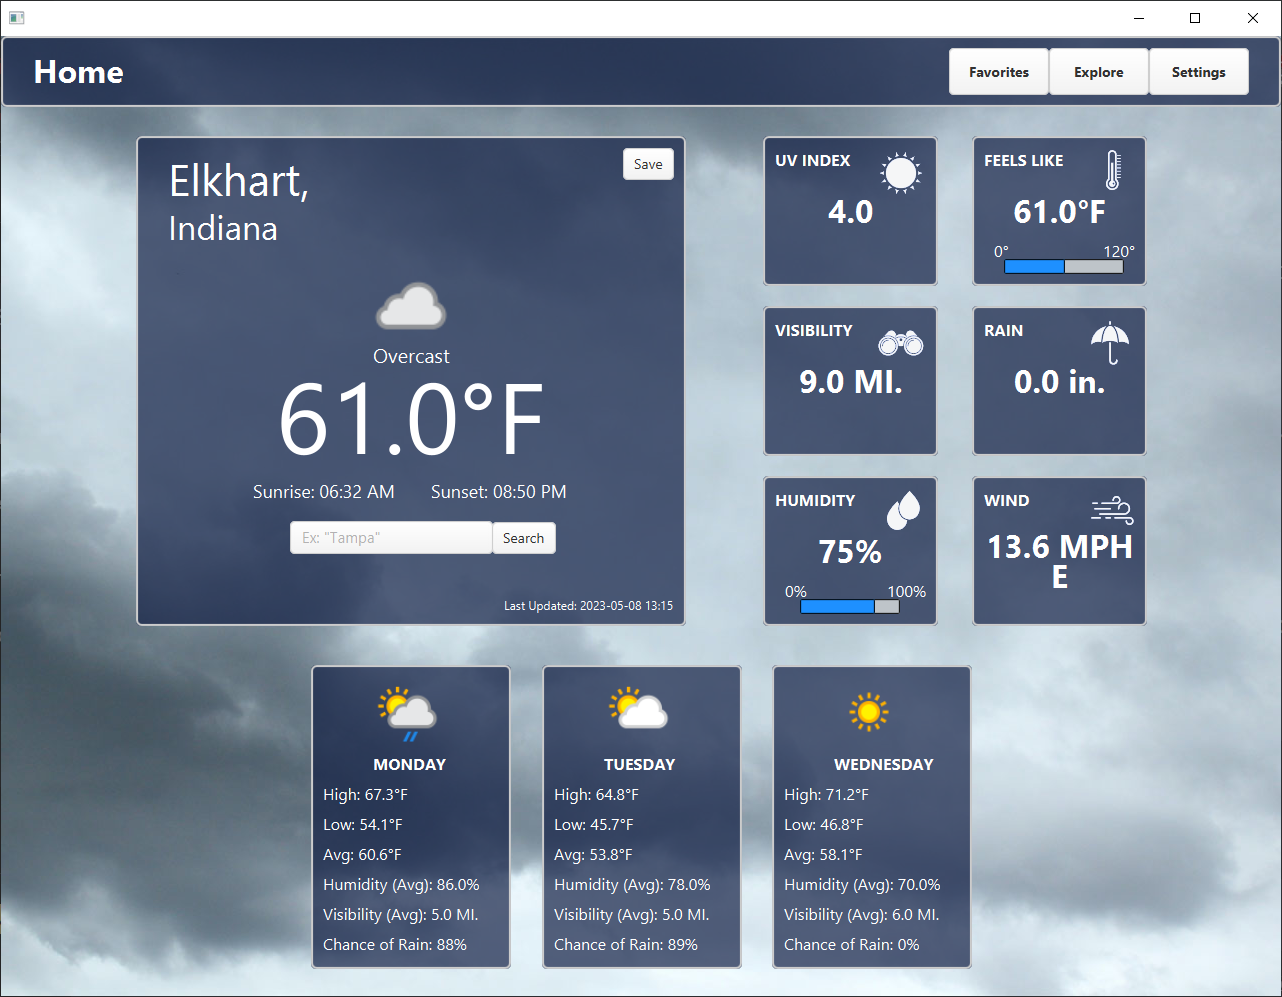 Home
Favorites
Explore
Settings
Elkhart,
Indiana
Save
Overcast
61.0°F
Sunrise: 06:32 AM
Sunset: 08:50 PM
Ex: "Tampa"
Search
Last Updated: 2023-05-08 13:15
UV INDEX
4.0
FEELS LIKE
61.0°F
0°
120°
VISIBILITY
9.0 MI.
RAIN
0.0 in.
HUMIDITY
75%
0%
100%
WIND
13.6 MPH
E
MONDAY
High: 67.3°F
Low: 54.1°F
Avg: 60.6°F
Humidity (Avg): 86.0%
Visibility (Avg): 5.0 MI.
Chance of Rain: 88%
TUESDAY
High: 64.8°F
Low: 45.7°F
Avg: 53.8°F
Humidity (Avg): 78.0%
Visibility (Avg): 5.0 MI.
Chance of Rain: 89%
WEDNESDAY
High: 71.2°F
Low: 46.8°F
Avg: 58.1°F
Humidity (Avg): 70.0%
Visibility (Avg): 6.0 MI.
Chance of Rain: 0%